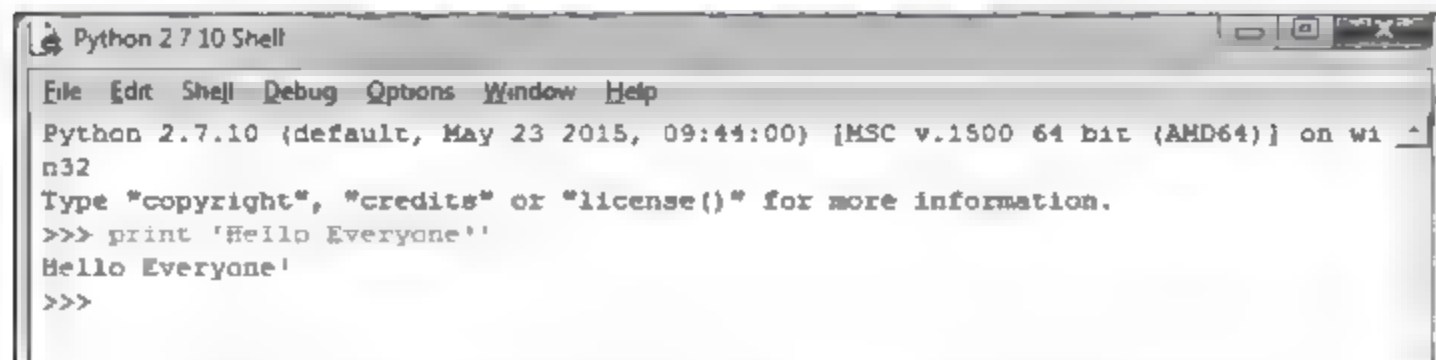 Python 2 7 10 Shell
File Edit Shell Debug Options Window Help
Python 2.7.10 (default, May 23 2015, 09:44:00) [MSC v.1500 64 bit (AMD64)] on wi
n32
Type "copyright", "credits" or "license()" for more information.
>>> print 'Hello Everyone!'
Hello Everyone!
>>>